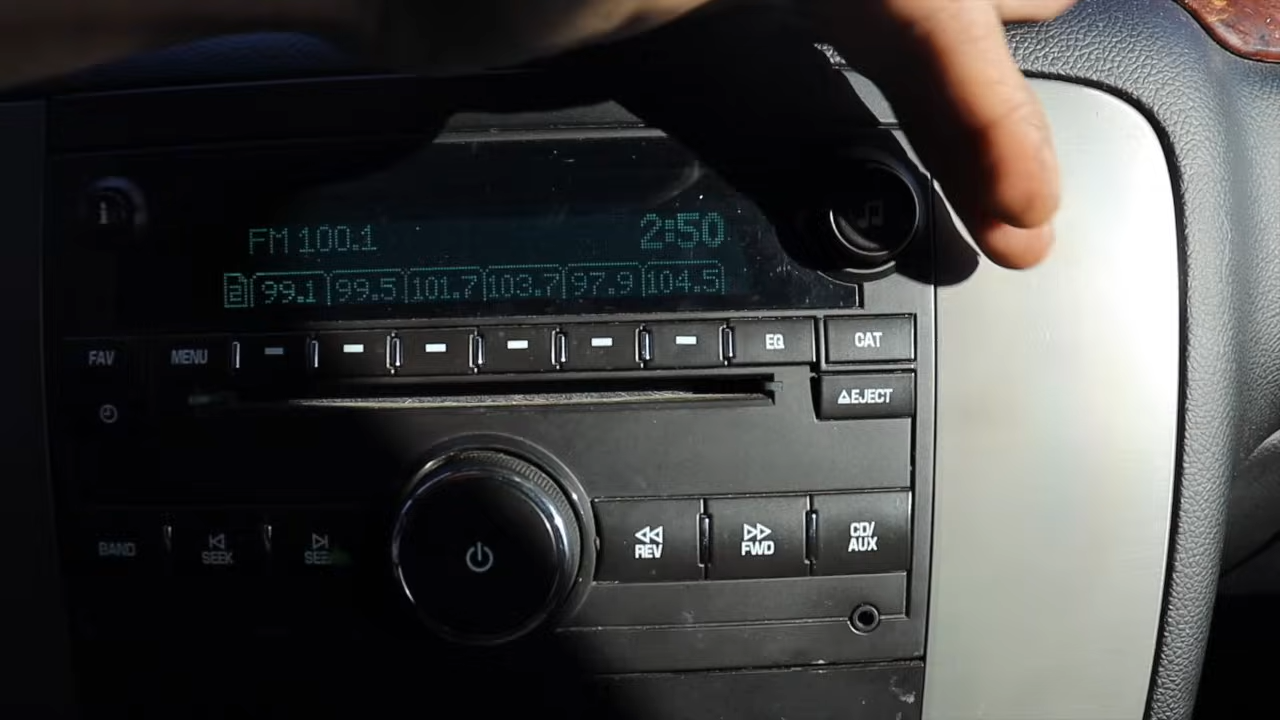 FM 100.1 2:50
2 99.1 99.5 101.7 103.7 97.9 104.5
FAV MENU EQ CAT
EJECT
BAND SEEK SEEK REV FWD CD/
AUX